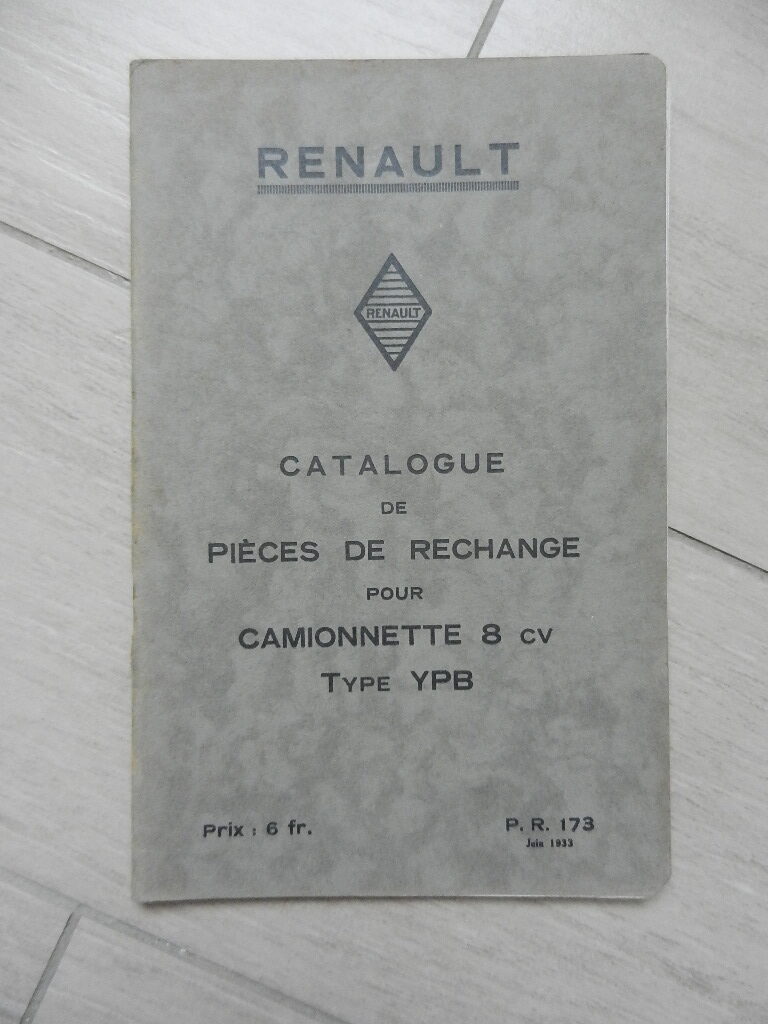 RENAULT
RENAULT
CATALOGUE
DE
PIÈCES DE RECHANGE
POUR
CAMIONNETTE 8 CV
TYPE YPB
Prix : 6 fr.
P. R. 173
Juin 1933